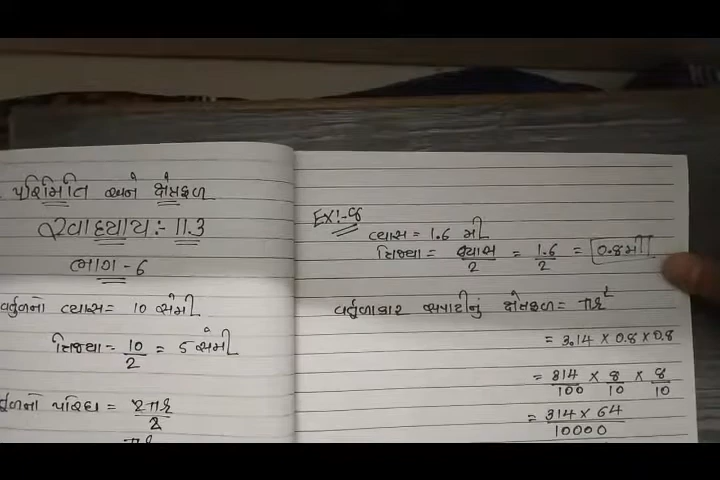 પરિમિતિ અને ક્ષેત્રફળ
સ્વાધ્યાય:- 11.3
ભાગ - 6
વર્તુળનો વ્યાસ = 10 સેમી
ત્રિજ્યા = 10/2 = 5 સેમી
વર્તુળનો પરિઘ = 2πr/2
Ex:-9
વ્યાસ = 1.6 મી
ત્રિજ્યા = વ્યાસ/2 = 1.6/2 = 0.8મી
વર્તુળાકાર સપાટીનું ક્ષેત્રફળ = πr²
= 3.14 × 0.8 × 0.8
= 314/100 × 8/10 × 8/10
= 314 × 64/10000